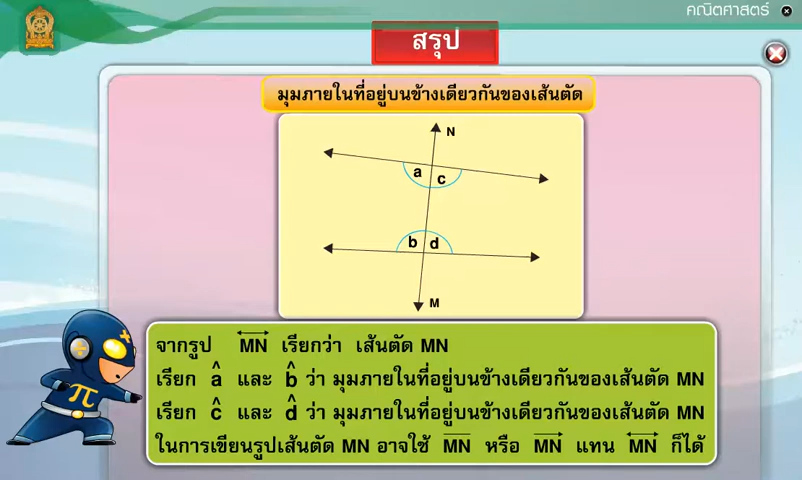 คณิตศาสตร์
สรุป
มุมภายในที่อยู่บนข้างเดียวกันของเส้นตัด
N
a c
b d
M
จากรูป MN เรียกว่า เส้นตัด MN
เรียก â และ b̂ ว่า มุมภายในที่อยู่บนข้างเดียวกันของเส้นตัด MN
เรียก ĉ และ d̂ ว่า มุมภายในที่อยู่บนข้างเดียวกันของเส้นตัด MN
ในการเขียนรูปเส้นตัด MN อาจใช้ MN หรือ MN แทน MN ก็ได้
π